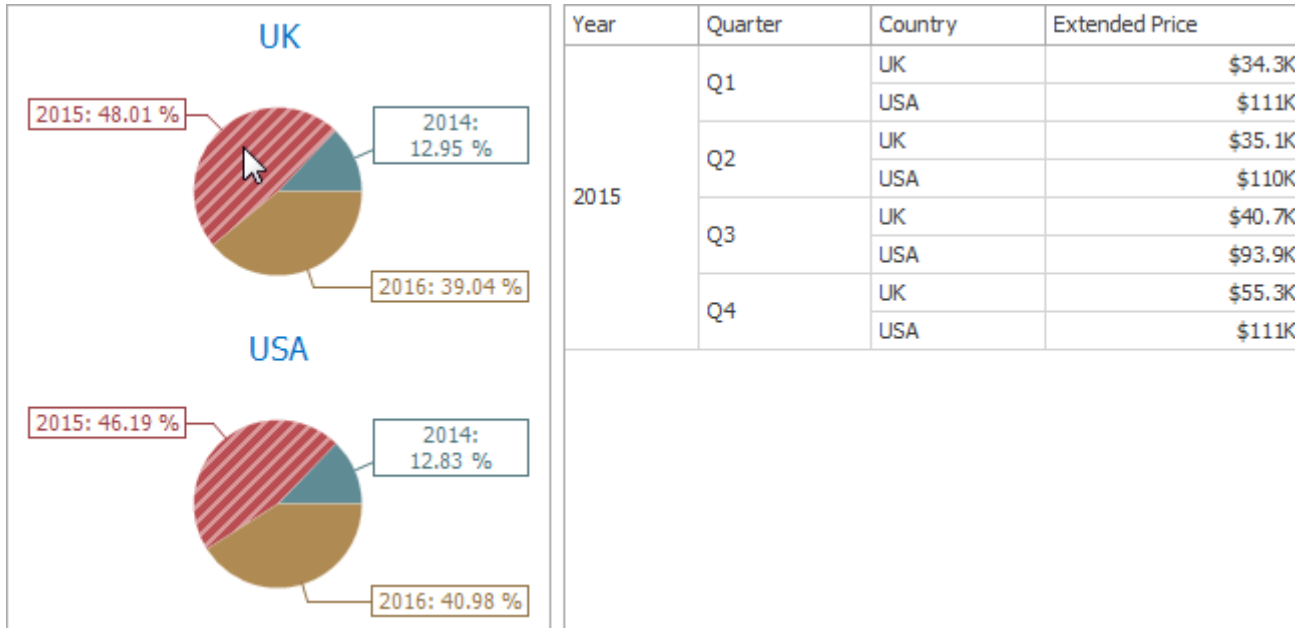 UK
2015: 48.01 %
2014:
12.95 %
2016: 39.04 %
USA
2015: 46.19 %
2014:
12.83 %
2016: 40.98 %
Year Quarter Country Extended Price
2015
Q1
UK $34.3K
USA $111K
Q2
UK $35.1K
USA $110K
Q3
UK $40.7K
USA $93.9K
Q4
UK $55.3K
USA $111K